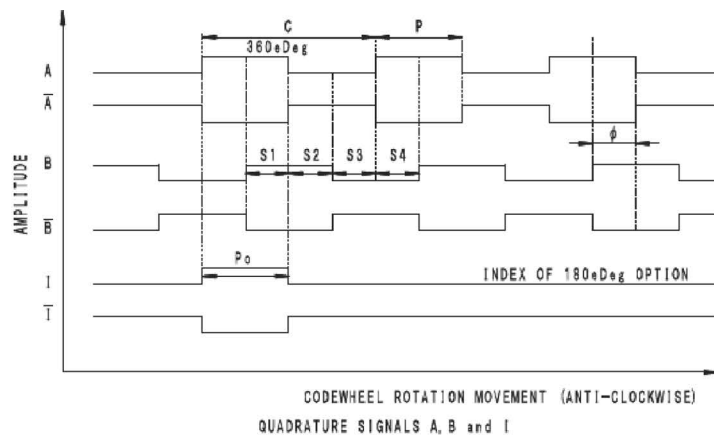 C P
360eDeg
A
A̅
ϕ
B S1 S2 S3 S4
AMPLITUDE
B̅
Po
I INDEX OF 180eDeg OPTION
I̅
CODEWHEEL ROTATION MOVEMENT (ANTI-CLOCKWISE)
QUADRATURE SIGNALS A, B and I